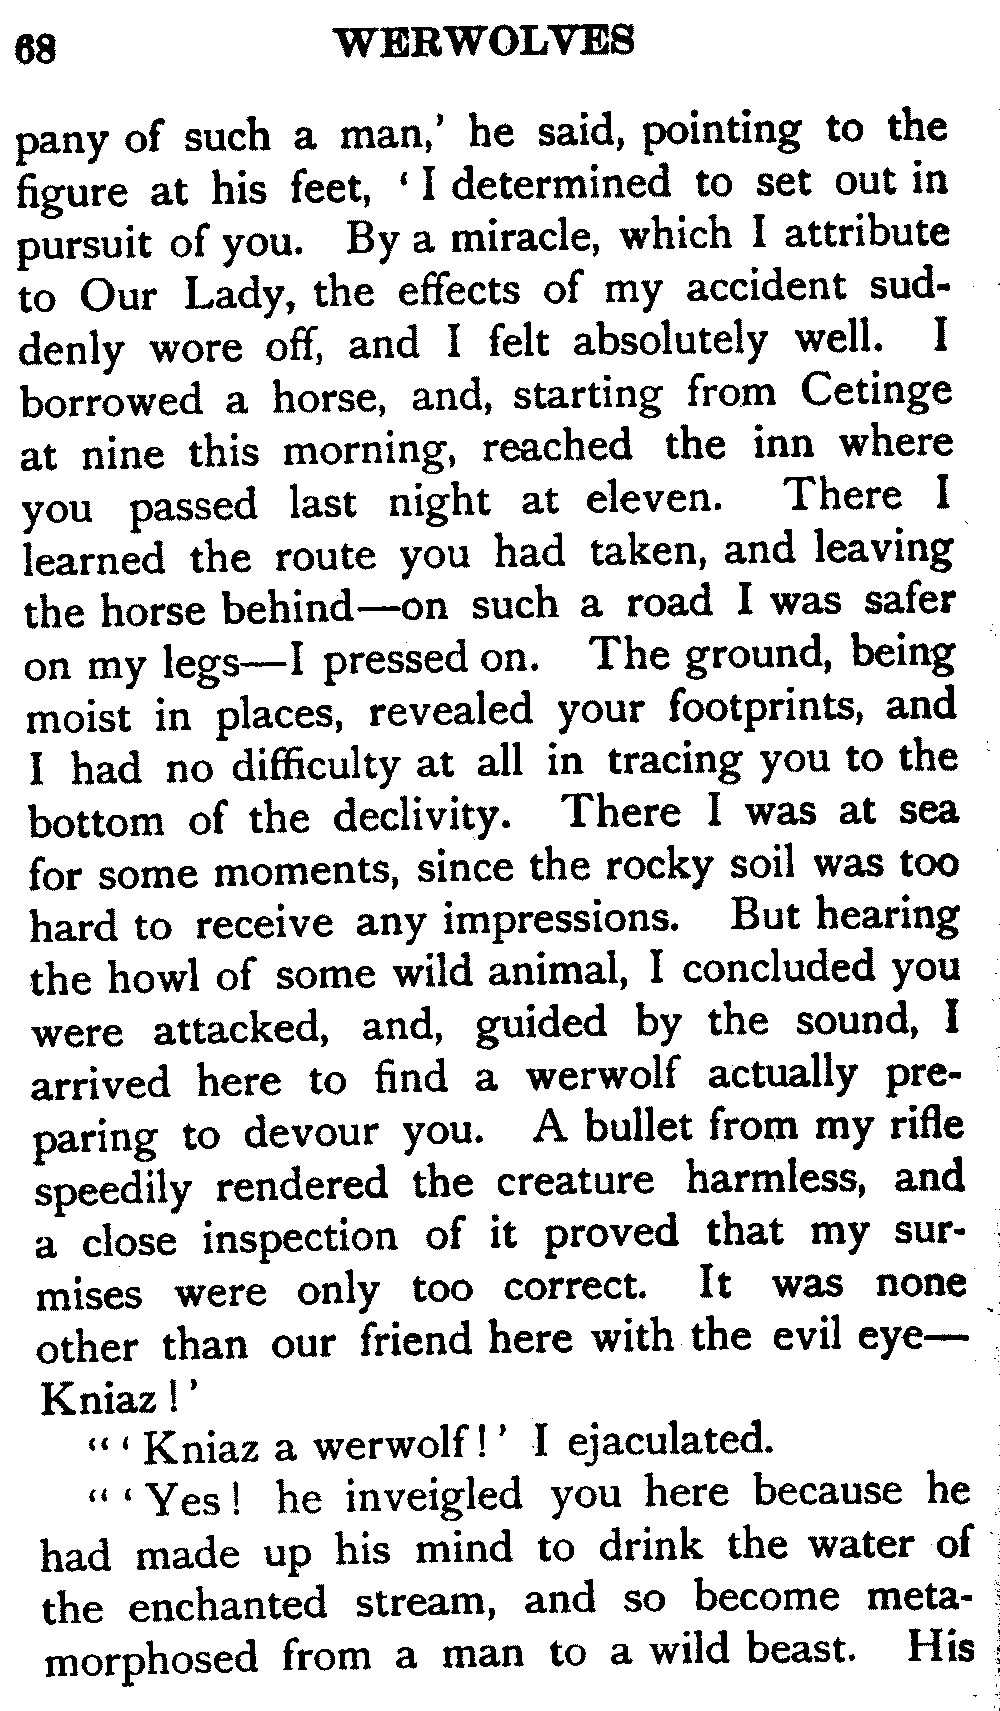 68 WERWOLVES
pany of such a man,' he said, pointing to the
figure at his feet, 'I determined to set out in
pursuit of you. By a miracle, which I attribute
to Our Lady, the effects of my accident sud-
denly wore off, and I felt absolutely well. I
borrowed a horse, and, starting from Cetinge
at nine this morning, reached the inn where
you passed last night at eleven. There I
learned the route you had taken, and leaving
the horse behind—on such a road I was safer
on my legs—I pressed on. The ground, being
moist in places, revealed your footprints, and
I had no difficulty at all in tracing you to the
bottom of the declivity. There I was at sea
for some moments, since the rocky soil was too
hard to receive any impressions. But hearing
the howl of some wild animal, I concluded you
were attacked, and, guided by the sound, I
arrived here to find a werwolf actually pre-
paring to devour you. A bullet from my rifle
speedily rendered the creature harmless, and
a close inspection of it proved that my sur-
mises were only too correct. It was none
other than our friend here with the evil eye—
Kniaz!'
"'Kniaz a werwolf!' I ejaculated.
"'Yes! he inveigled you here because he
had made up his mind to drink the water of
the enchanted stream, and so become meta-
morphosed from a man to a wild beast. His